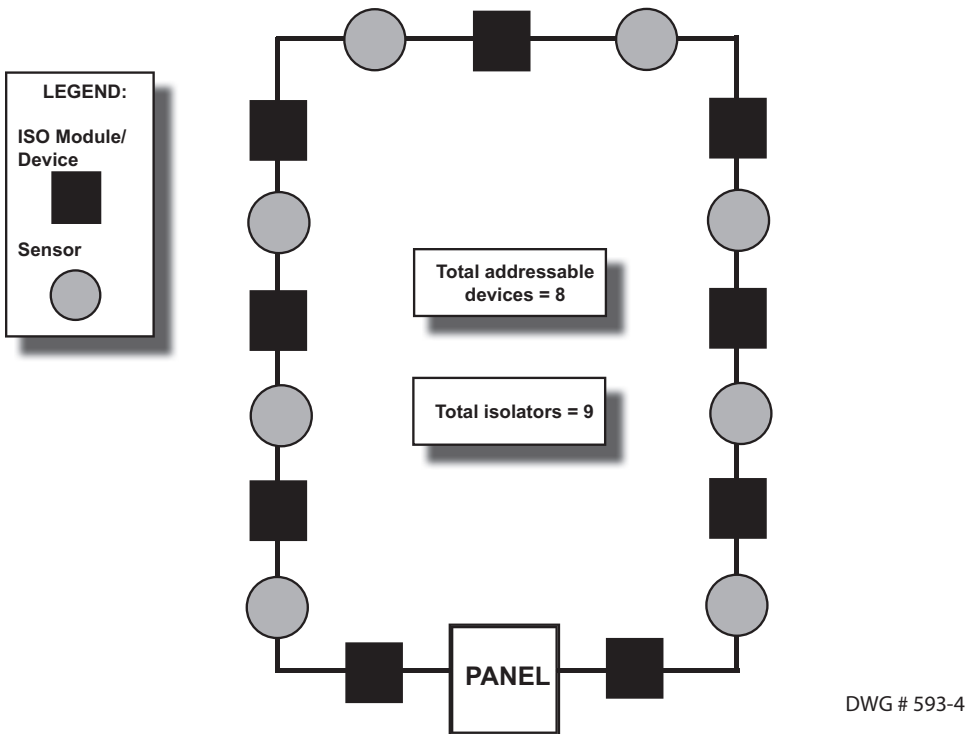 LEGEND:
ISO Module/
Device
Sensor
Total addressable
devices = 8
Total isolators = 9
PANEL
DWG # 593-4